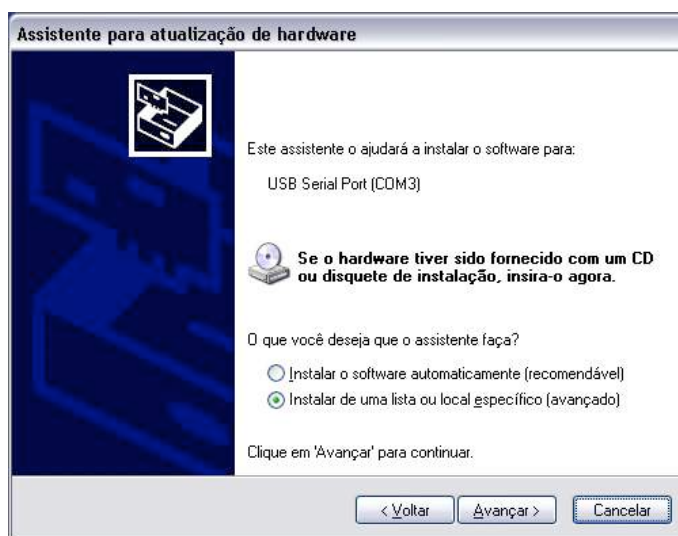 Assistente para atualização de hardware
Este assistente o ajudará a instalar o software para:
USB Serial Port (COM3)
Se o hardware tiver sido fornecido com um CD
ou disquete de instalação, insira-o agora.
O que você deseja que o assistente faça?
Instalar o software automaticamente (recomendável)
Instalar de uma lista ou local específico (avançado)
Clique em 'Avançar' para continuar.
< Voltar Avançar > Cancelar